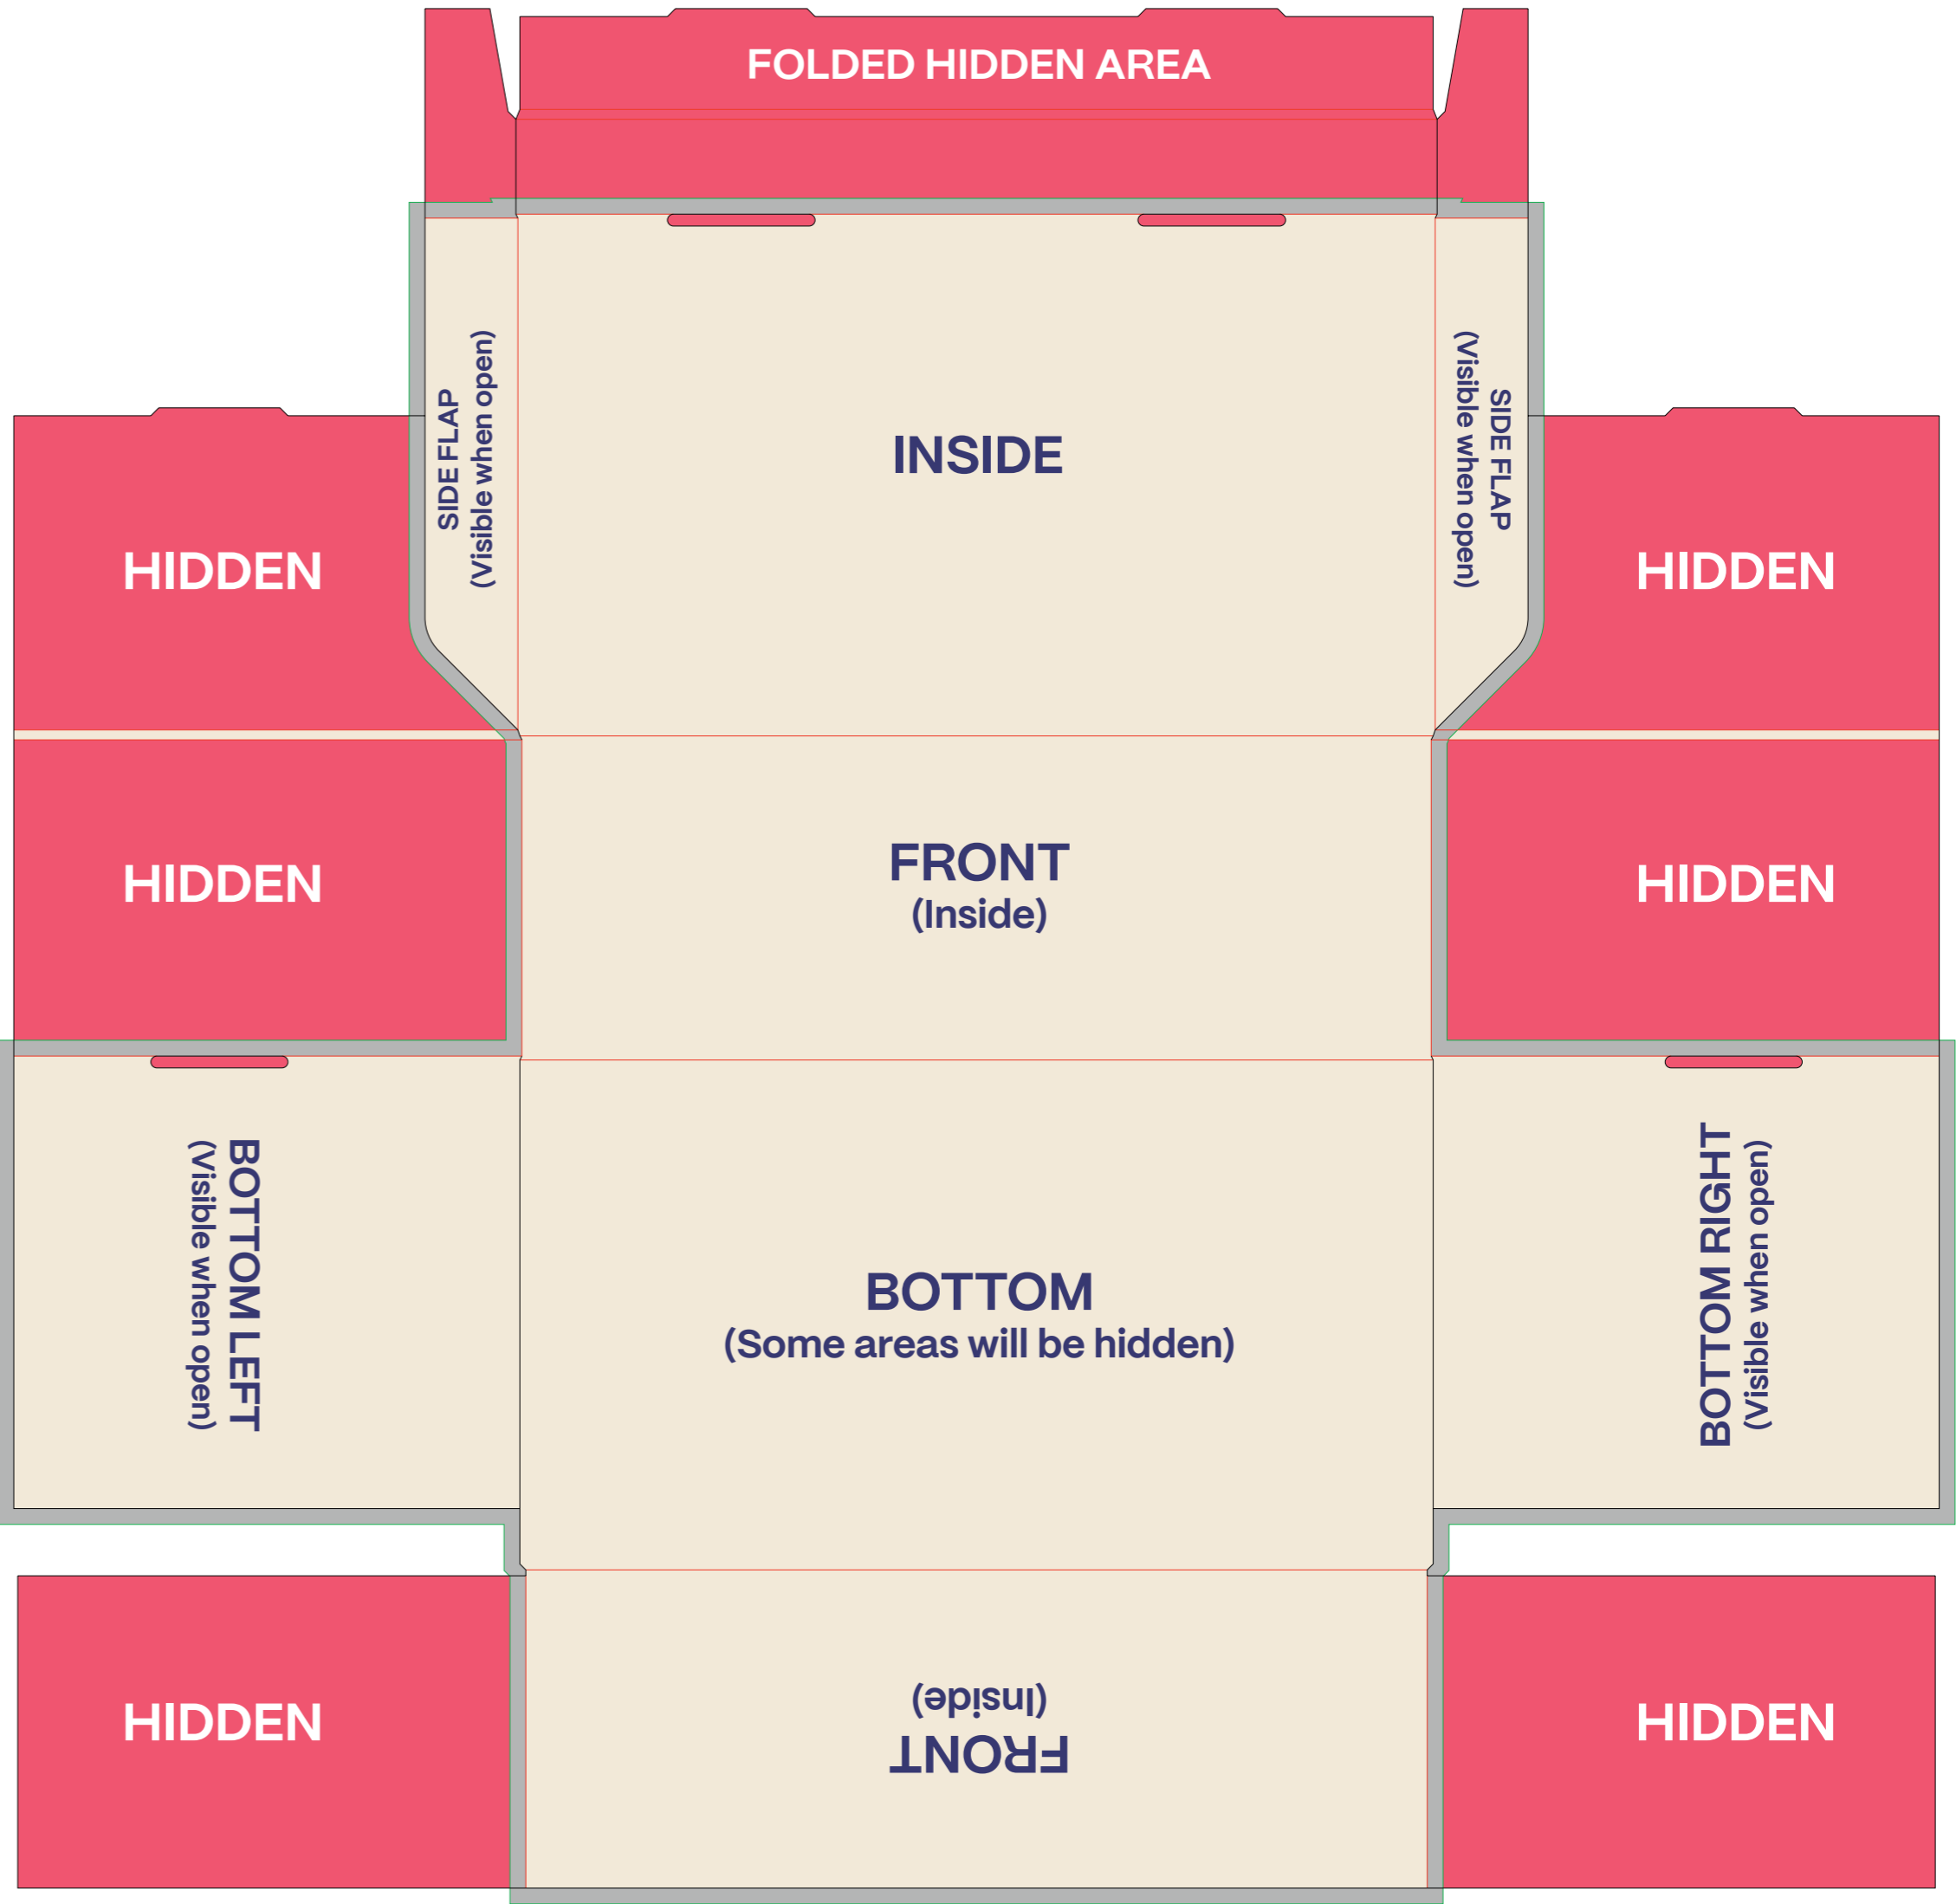 FOLDED HIDDEN AREA
SIDE FLAP
(Visible when open)
INSIDE
SIDE FLAP
(Visible when open)
HIDDEN
HIDDEN
HIDDEN
FRONT
(Inside)
HIDDEN
BOTTOM LEFT
(Visible when open)
BOTTOM
(Some areas will be hidden)
BOTTOM RIGHT
(Visible when open)
HIDDEN
FRONT
(Inside)
HIDDEN